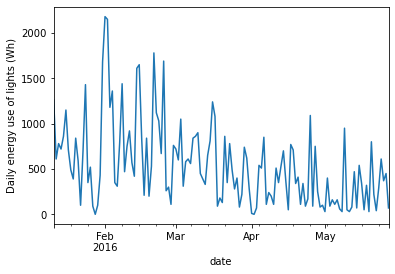 Daily energy use of lights (Wh)
2000
1500
1000
500
0
Feb
2016
Mar
Apr
May
date